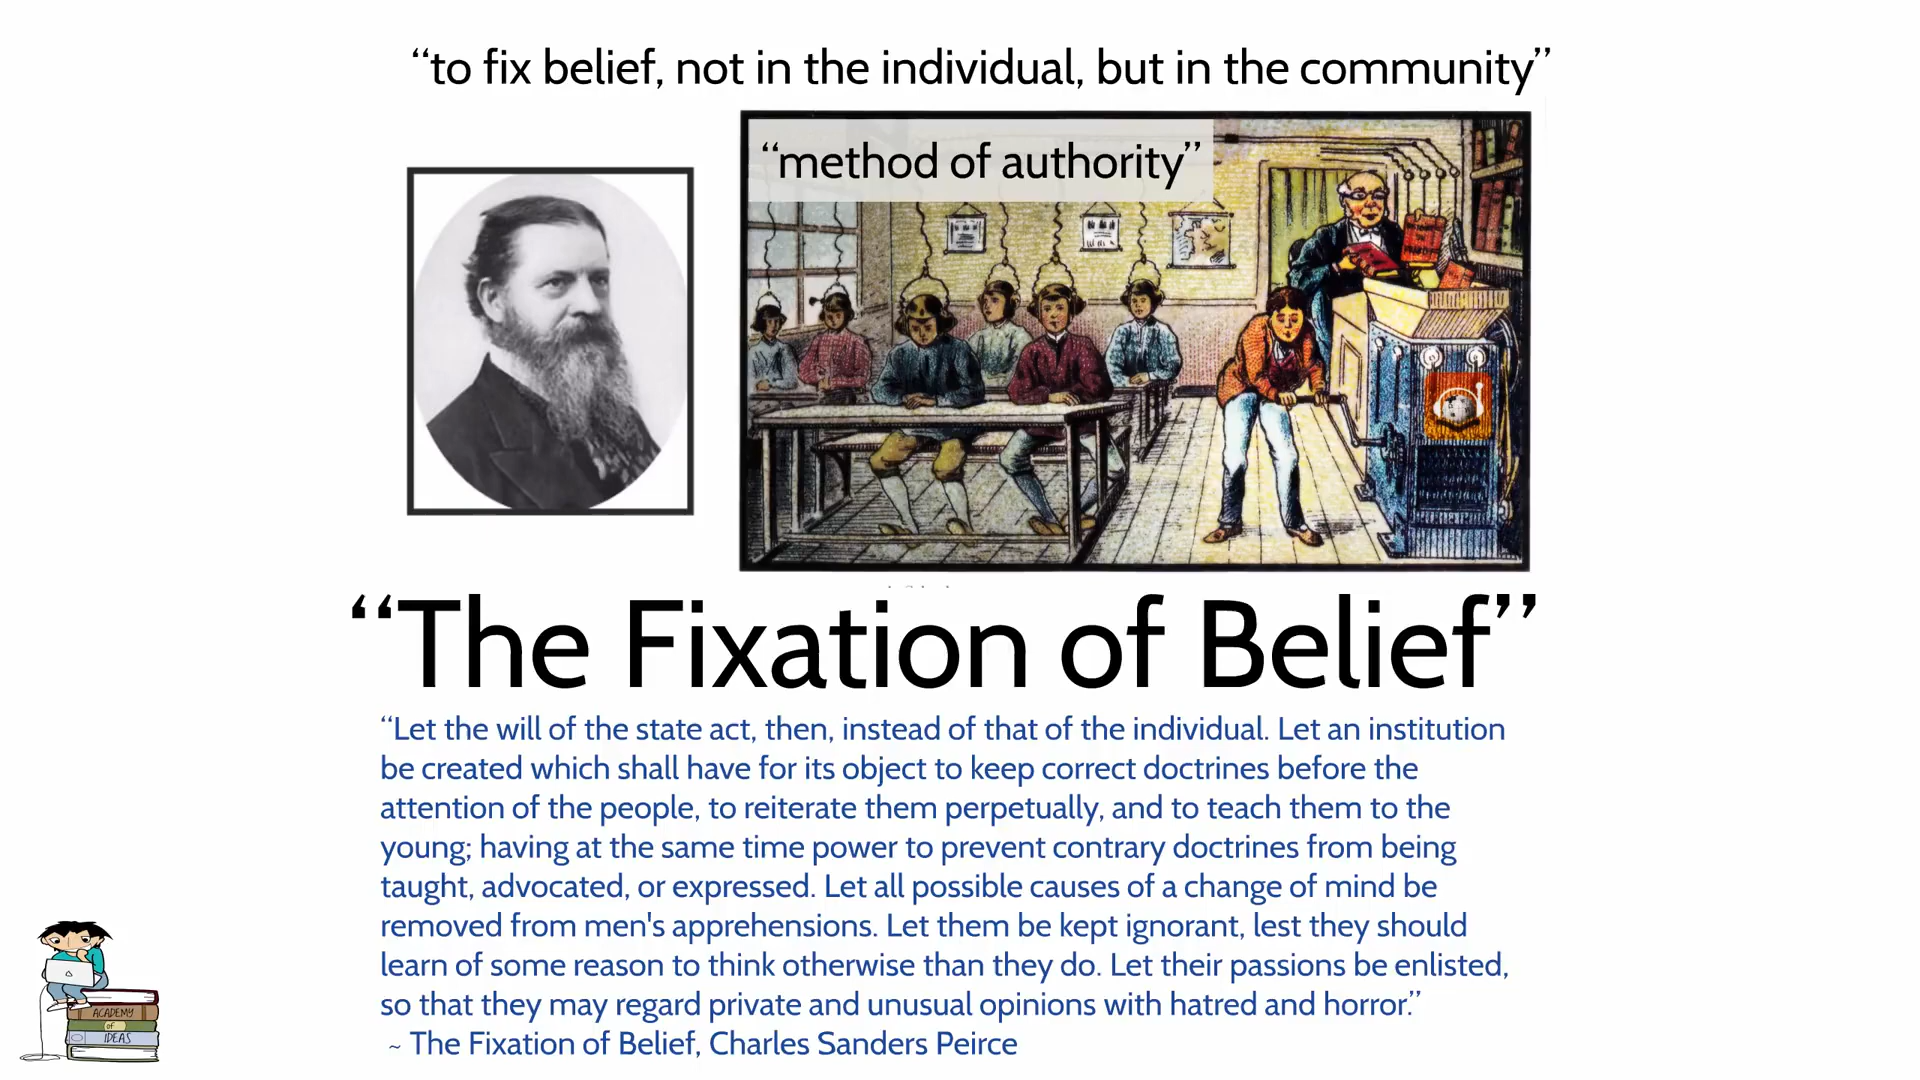 “to fix belief, not in the individual, but in the community”
“method of authority”
“The Fixation of Belief”
“Let the will of the state act, then, instead of that of the individual. Let an institution
be created which shall have for its object to keep correct doctrines before the
attention of the people, to reiterate them perpetually, and to teach them to the
young; having at the same time power to prevent contrary doctrines from being
taught, advocated, or expressed. Let all possible causes of a change of mind be
removed from men's apprehensions. Let them be kept ignorant, lest they should
learn of some reason to think otherwise than they do. Let their passions be enlisted,
so that they may regard private and unusual opinions with hatred and horror.”
~ The Fixation of Belief, Charles Sanders Peirce
ACADEMY
of
IDEAS